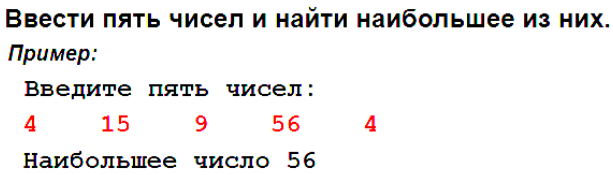 Ввести пять чисел и найти наибольшее из них.
Пример:
Введите пять чисел:
4 15 9 56 4
Наибольшее число 56